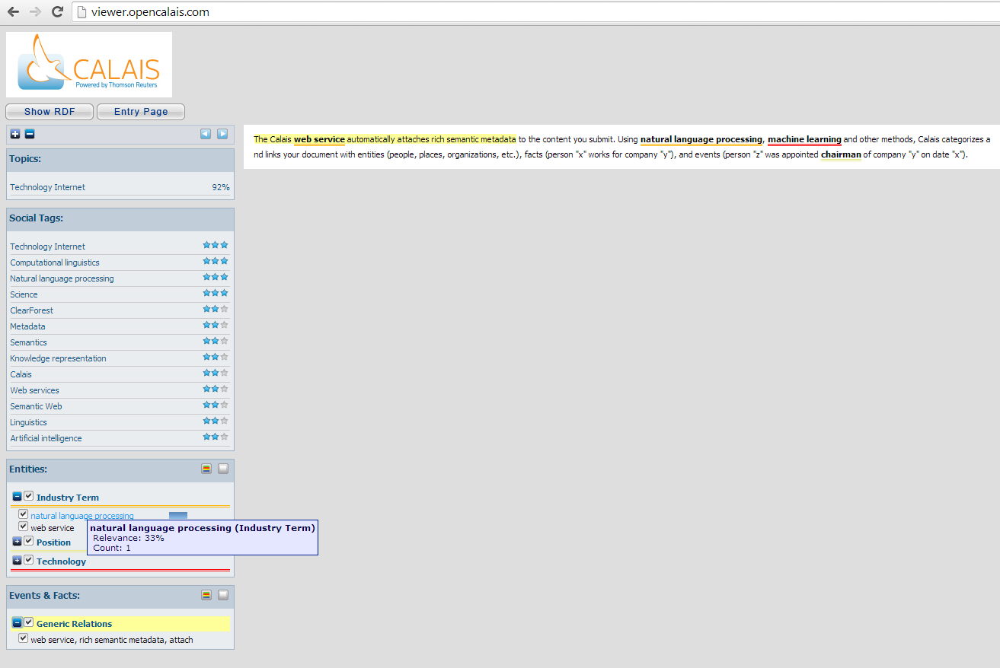 viewer.opencalais.com
CALAIS
Powered by Thomson Reuters
Show RDF Entry Page
Topics:
Technology Internet 92%
Social Tags:
Technology Internet
Computational linguistics
Natural language processing
Science
ClearForest
Metadata
Semantics
Knowledge representation
Calais
Web services
Semantic Web
Linguistics
Artificial intelligence
Entities:
Industry Term
natural language processing
web service
natural language processing (Industry Term)
Relevance: 33%
Count: 1
Position
Technology
Events & Facts:
Generic Relations
web service, rich semantic metadata, attach
The Calais web service automatically attaches rich semantic metadata to the content you submit. Using natural language processing, machine learning and other methods, Calais categorizes a
nd links your document with entities (people, places, organizations, etc.), facts (person "x" works for company "y"), and events (person "z" was appointed chairman of company "y" on date "x").